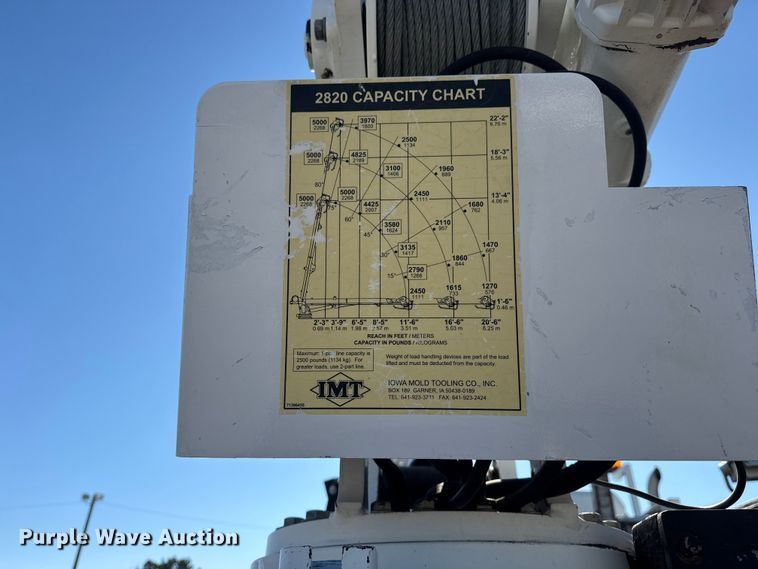 2820 CAPACITY CHART
5000
2268
3970
1800
22'-2"
6.76 m
2500
1134
5000
2268
4825
2189
18'-3"
5.56 m
3100
1406
1960
889
80°
5000
2268
75°
5000
2268
4425
2007
2450
1111
13'-4"
4.06 m
60°
1680
762
3580
1624
2110
957
45°
3135
1417
30°
1470
667
1860
844
15°
2790
1266
2450
1111
1615
733
1270
576
1'-6"
0.46 m
2'-3" 3'-9" 6'-5" 8'-5" 11'-6" 16'-6" 20'-6"
0.69 m 1.14 m 1.98 m 2.57 m 3.51 m 5.03 m 6.25 m
REACH IN FEET / METERS
CAPACITY IN POUNDS / KILOGRAMS
Maximum 1-part line capacity is
2500 pounds (1134 kg). For
greater loads, use 2-part line.
Weight of load handling devices are part of the load
lifted and must be deducted from the capacity.
IMT
IOWA MOLD TOOLING CO., INC.
BOX 189, GARNER, IA 50438-0189
TEL: 641-923-3711 FAX: 641-923-2424
Purple Wave Auction